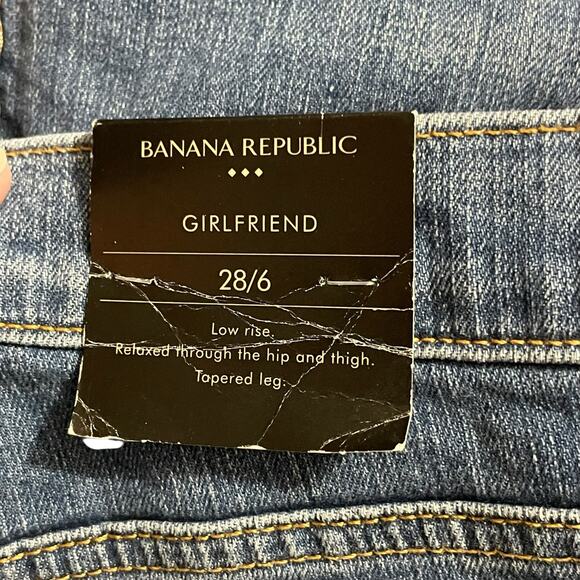 BANANA REPUBLIC
GIRLFRIEND
28/6
Low rise.
Relaxed through the hip and thigh.
Tapered leg.